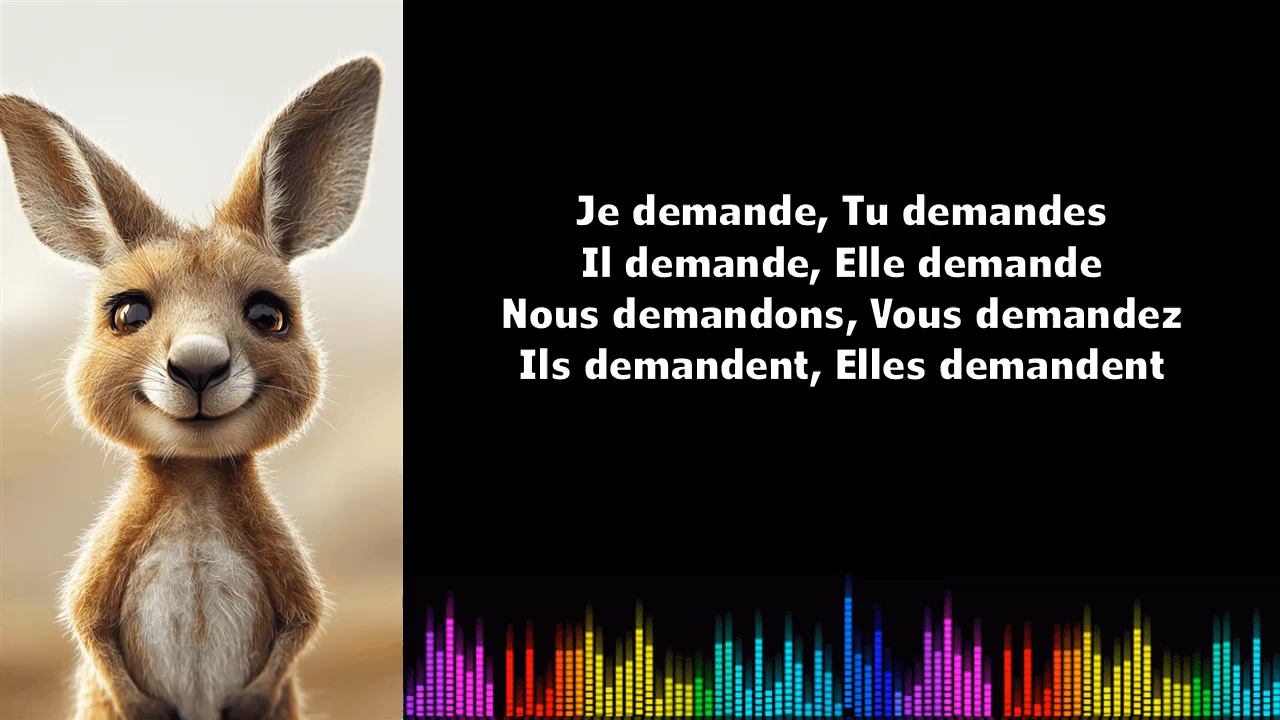 Je demande, Tu demandes
Il demande, Elle demande
Nous demandons, Vous demandez
Ils demandent, Elles demandent